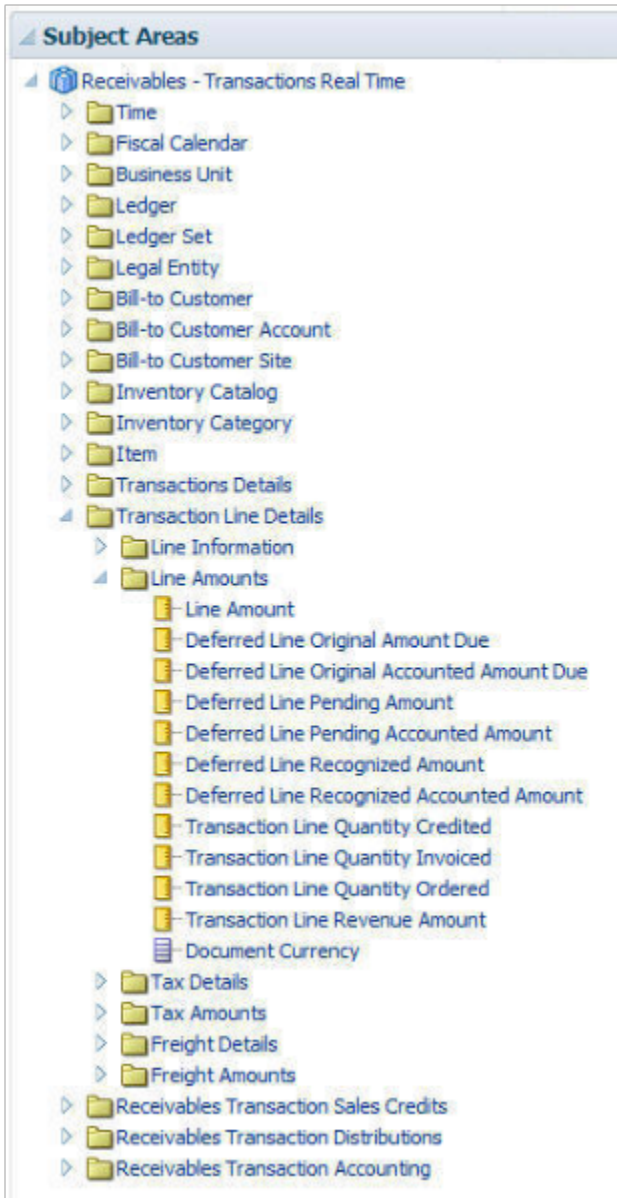 Subject Areas
Receivables - Transactions Real Time
Time
Fiscal Calendar
Business Unit
Ledger
Ledger Set
Legal Entity
Bill-to Customer
Bill-to Customer Account
Bill-to Customer Site
Inventory Catalog
Inventory Category
Item
Transactions Details
Transaction Line Details
Line Information
Line Amounts
Line Amount
Deferred Line Original Amount Due
Deferred Line Original Accounted Amount Due
Deferred Line Pending Amount
Deferred Line Pending Accounted Amount
Deferred Line Recognized Amount
Deferred Line Recognized Accounted Amount
Transaction Line Quantity Credited
Transaction Line Quantity Invoiced
Transaction Line Quantity Ordered
Transaction Line Revenue Amount
Document Currency
Tax Details
Tax Amounts
Freight Details
Freight Amounts
Receivables Transaction Sales Credits
Receivables Transaction Distributions
Receivables Transaction Accounting